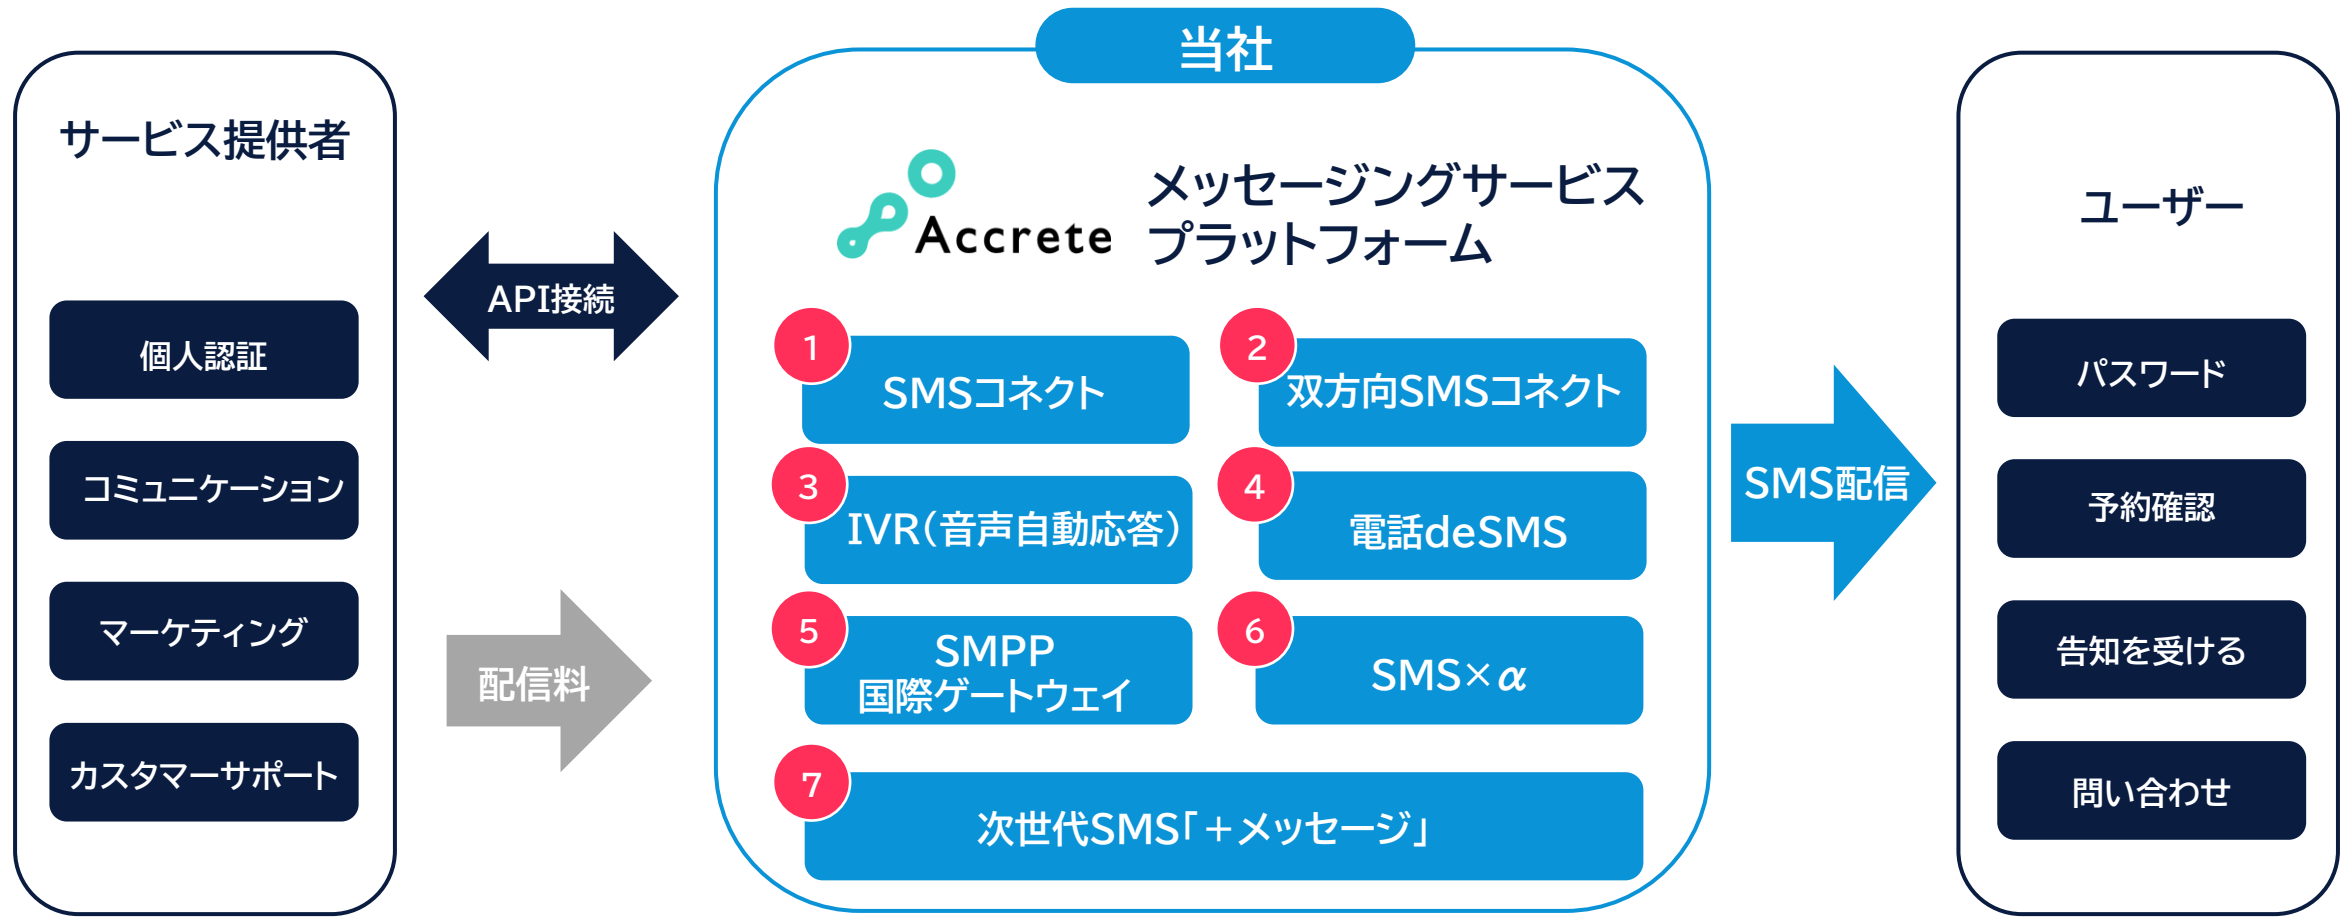 サービス提供者
個人認証
コミュニケーション
マーケティング
カスタマーサポート
API接続
配信料
当社
Accrete
メッセージングサービス
プラットフォーム
1
SMSコネクト
2
双方向SMSコネクト
3
IVR(音声自動応答)
4
電話deSMS
5
SMPP
国際ゲートウェイ
6
SMS×α
7
次世代SMS「+メッセージ」
SMS配信
ユーザー
パスワード
予約確認
告知を受ける
問い合わせ